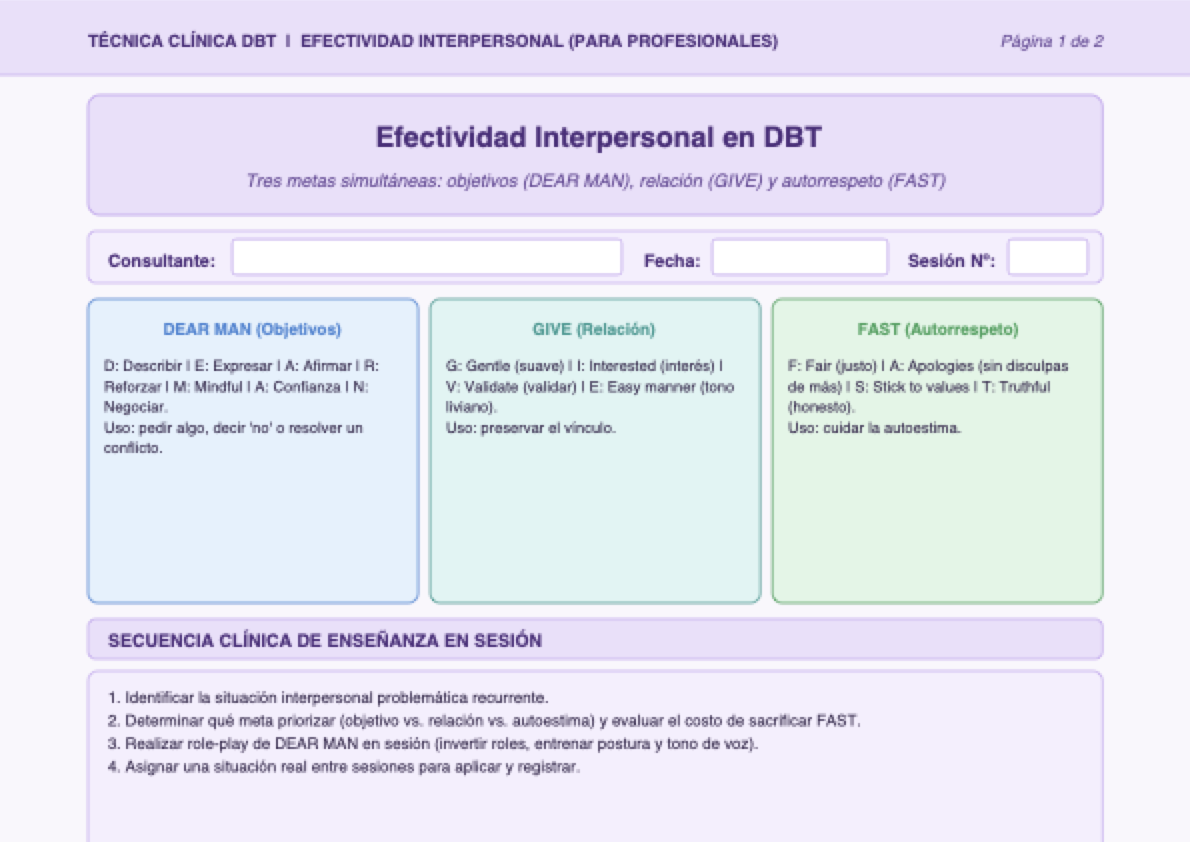 TÉCNICA CLÍNICA DBT | EFECTIVIDAD INTERPERSONAL (PARA PROFESIONALES)
Página 1 de 2
Efectividad Interpersonal en DBT
Tres metas simultáneas: objetivos (DEAR MAN), relación (GIVE) y autorrespeto (FAST)
Consultante:
Fecha:
Sesión Nº:
DEAR MAN (Objetivos)
D: Describir | E: Expresar | A: Afirmar | R:
Reforzar | M: Mindful | A: Confianza | N:
Negociar.
Uso: pedir algo, decir 'no' o resolver un
conflicto.
GIVE (Relación)
G: Gentle (suave) | I: Interested (interés) |
V: Validate (validar) | E: Easy manner (tono
liviano).
Uso: preservar el vínculo.
FAST (Autorrespeto)
F: Fair (justo) | A: Apologies (sin disculpas
de más) | S: Stick to values | T: Truthful
(honesto).
Uso: cuidar la autoestima.
SECUENCIA CLÍNICA DE ENSEÑANZA EN SESIÓN
1. Identificar la situación interpersonal problemática recurrente.
2. Determinar qué meta priorizar (objetivo vs. relación vs. autoestima) y evaluar el costo de sacrificar FAST.
3. Realizar role-play de DEAR MAN en sesión (invertir roles, entrenar postura y tono de voz).
4. Asignar una situación real entre sesiones para aplicar y registrar.